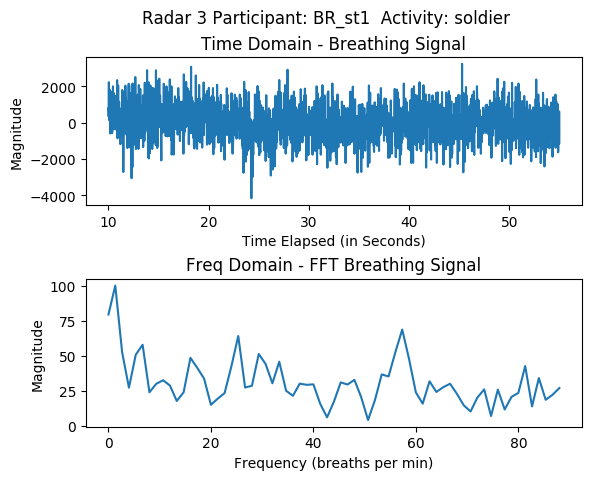 Radar 3 Participant: BR_st1  Activity: soldier
Time Domain - Breathing Signal
Magnitude
2000
0
−2000
−4000
10 20 30 40 50
Time Elapsed (in Seconds)
Freq Domain - FFT Breathing Signal
Magnitude
100
75
50
25
0
0 20 40 60 80
Frequency (breaths per min)